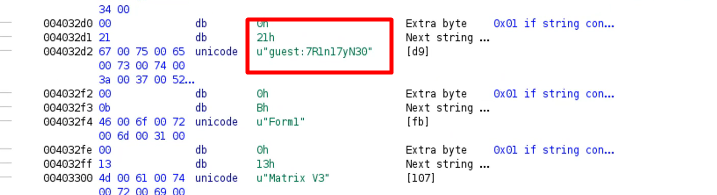 34 00
004032d0 00 db 0h Extra byte 0x01 if string con...
004032d1 21 db 21h Next string ...
004032d2 67 00 75 00 65 unicode u"guest:7R1nl7yN30" [d9]
00 73 00 74 00
3a 00 37 00 52...
004032f2 00 db 0h Extra byte 0x01 if string con...
004032f3 0b db Bh Next string ...
004032f4 46 00 6f 00 72 unicode u"Form1" [fb]
00 6d 00 31 00
004032fe 00 db 0h Extra byte 0x01 if string con...
004032ff 13 db 13h Next string ...
00403300 4d 00 61 00 74 unicode u"Matrix V3" [107]
00 72 00 69 00